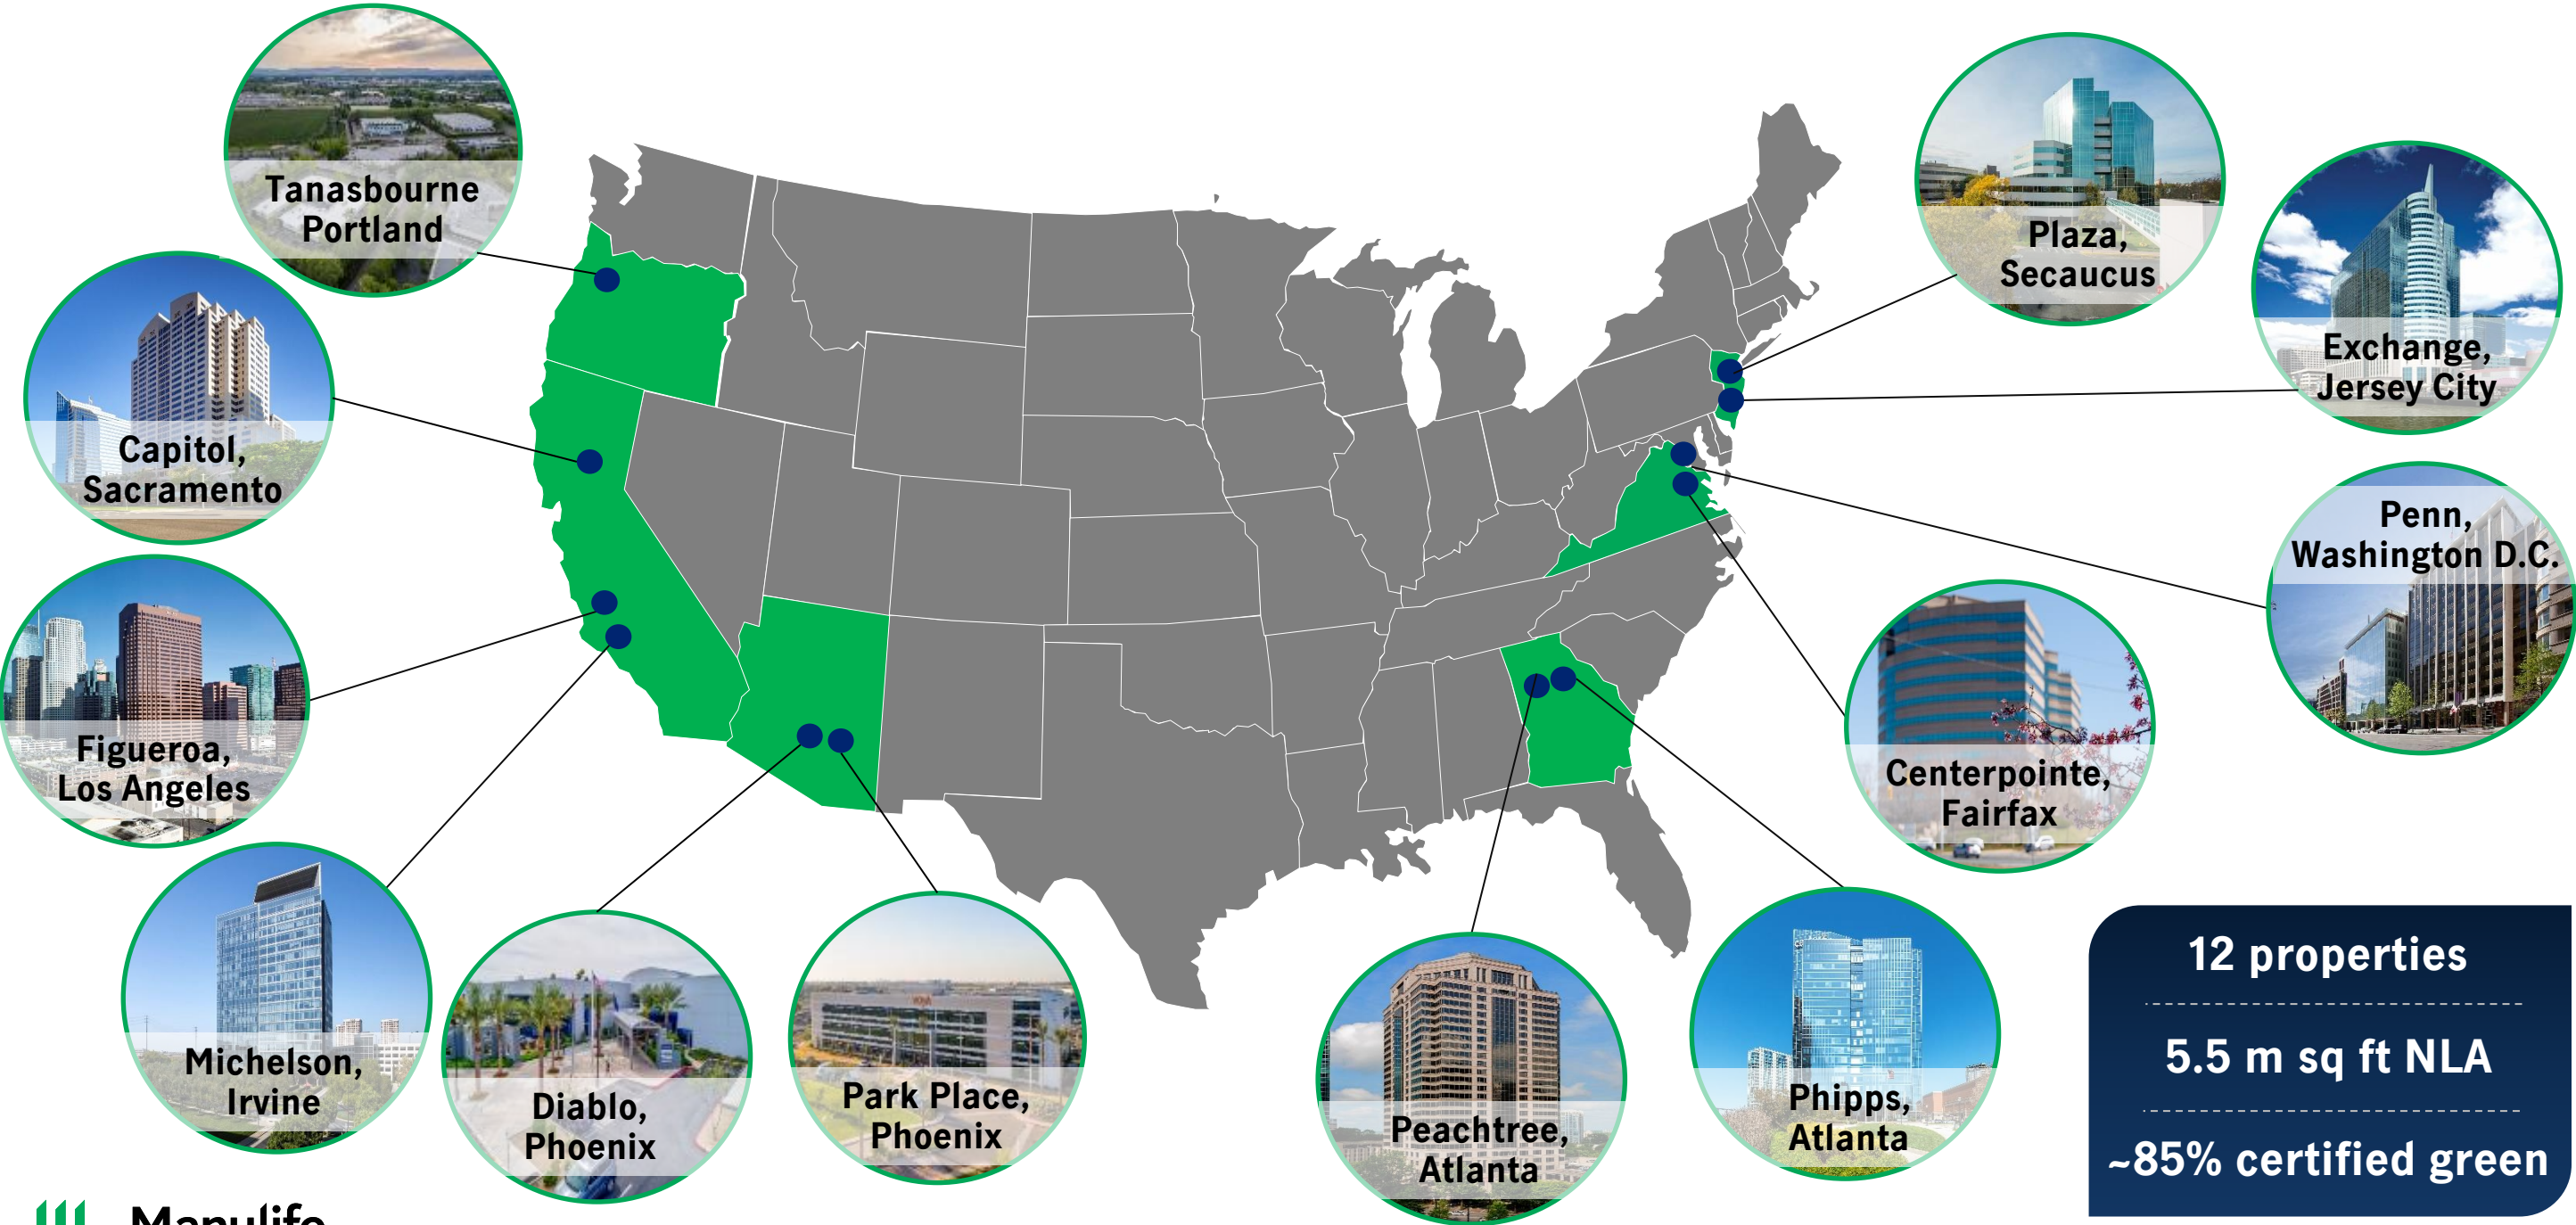 Tanasbourne
Portland
Capitol,
Sacramento
Figueroa,
Los Angeles
Michelson,
Irvine
Diablo,
Phoenix
Park Place,
Phoenix
Peachtree,
Atlanta
Phipps,
Atlanta
Centerpointe,
Fairfax
Penn,
Washington D.C.
Exchange,
Jersey City
Plaza,
Secaucus
12 properties
5.5 m sq ft NLA
~85% certified green
Manulife